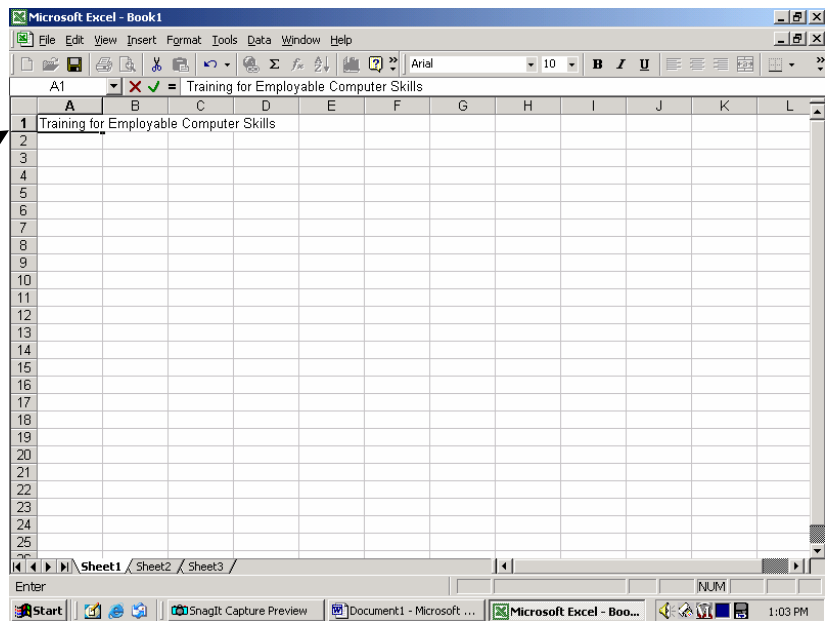 Microsoft Excel - Book1
File Edit View Insert Format Tools Data Window Help
Arial 10 B I U
A1 = Training for Employable Computer Skills
A B C D E F G H I J K L
1 Training for Employable Computer Skills
2
3
4
5
6
7
8
9
10
11
12
13
14
15
16
17
18
19
20
21
22
23
24
25
26
Sheet1 Sheet2 Sheet3
Enter NUM
Start SnagIt Capture Preview Document1 - Microsoft ... Microsoft Excel - Boo... 1:03 PM